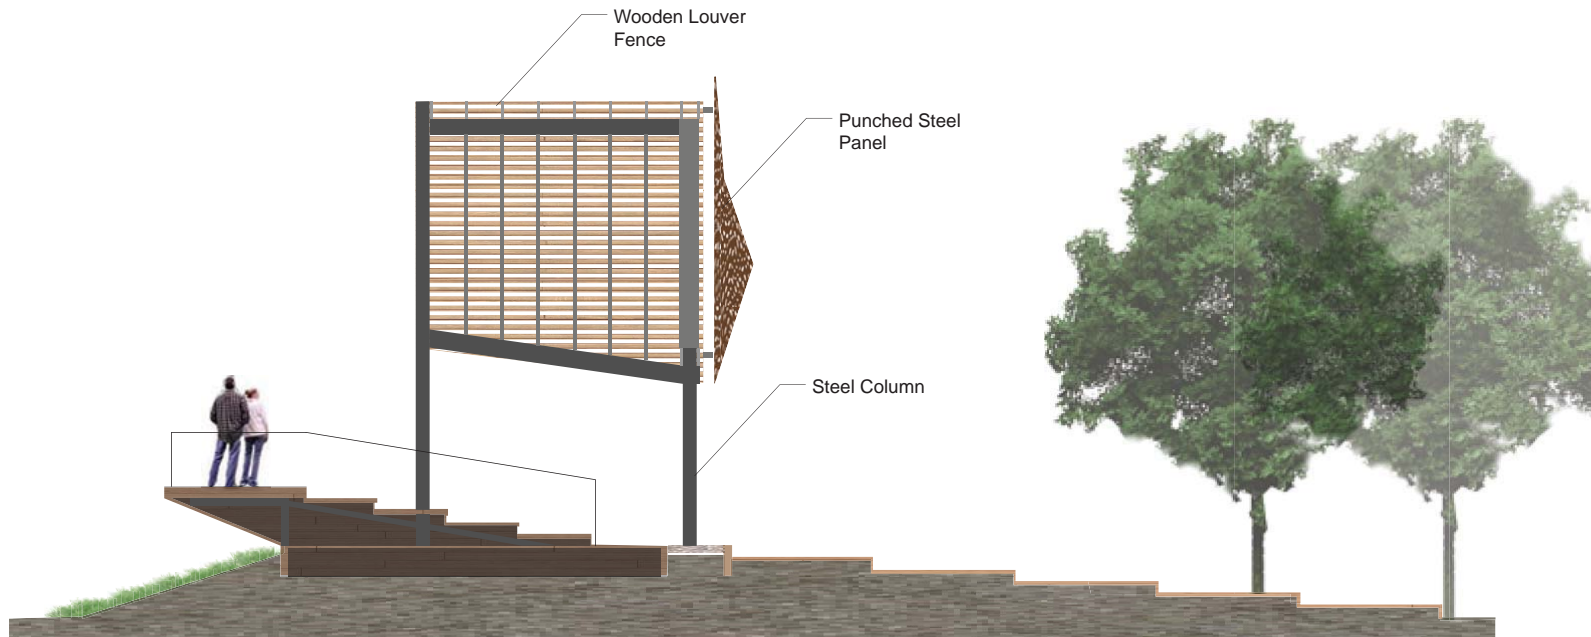 Wooden Louver
Fence
Punched Steel
Panel
Steel Column